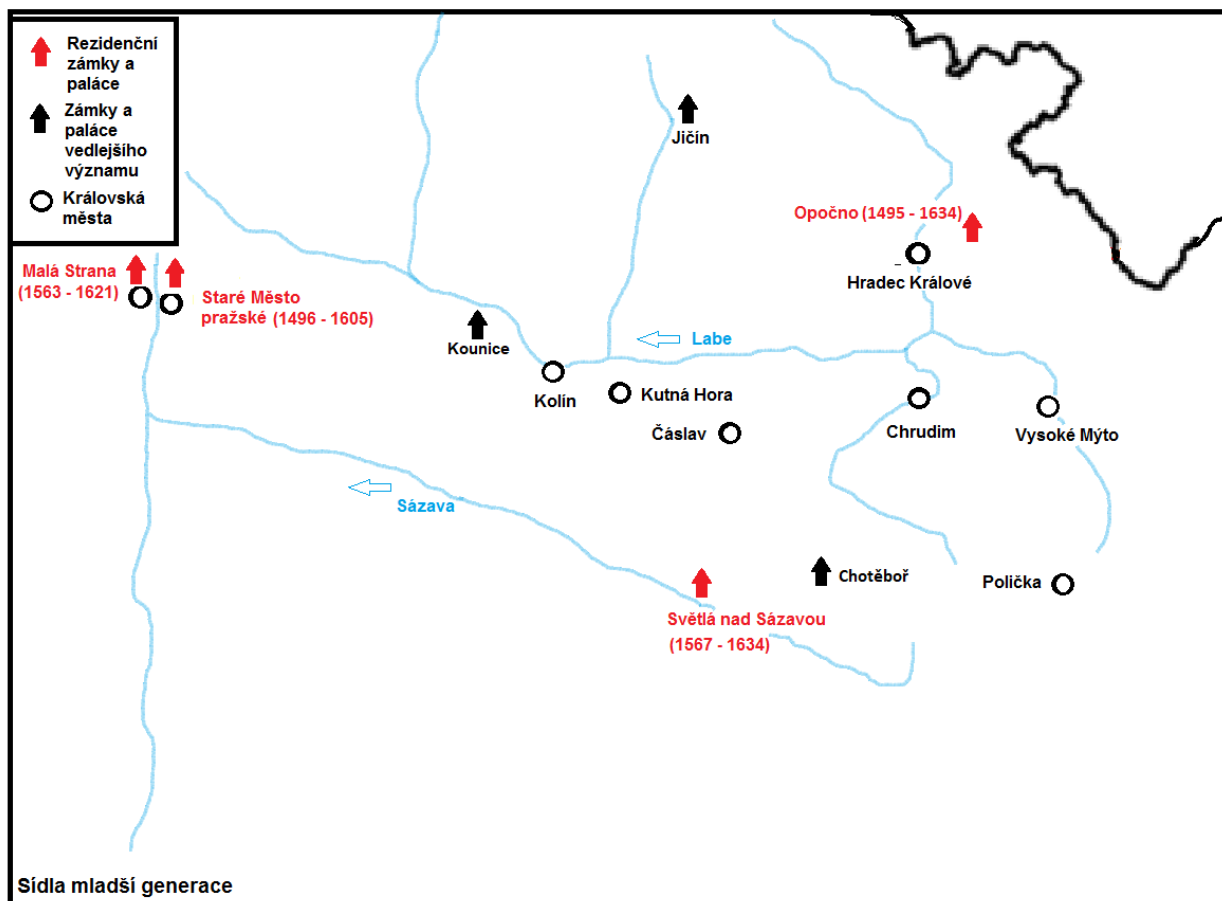 Rezidenční
zámky a
paláce
Zámky a
paláce
vedlejšího
významu
Královská
města
Jičín
Opočno (1495 - 1634)
Hradec Králové
Malá Strana
(1563 - 1621)
Staré Město
pražské (1496 - 1605)
Kounice
Labe
Kolín
Kutná Hora
Čáslav
Chrudim
Vysoké Mýto
Sázava
Chotěboř
Polička
Světlá nad Sázavou
(1567 - 1634)
Sídla mladší generace